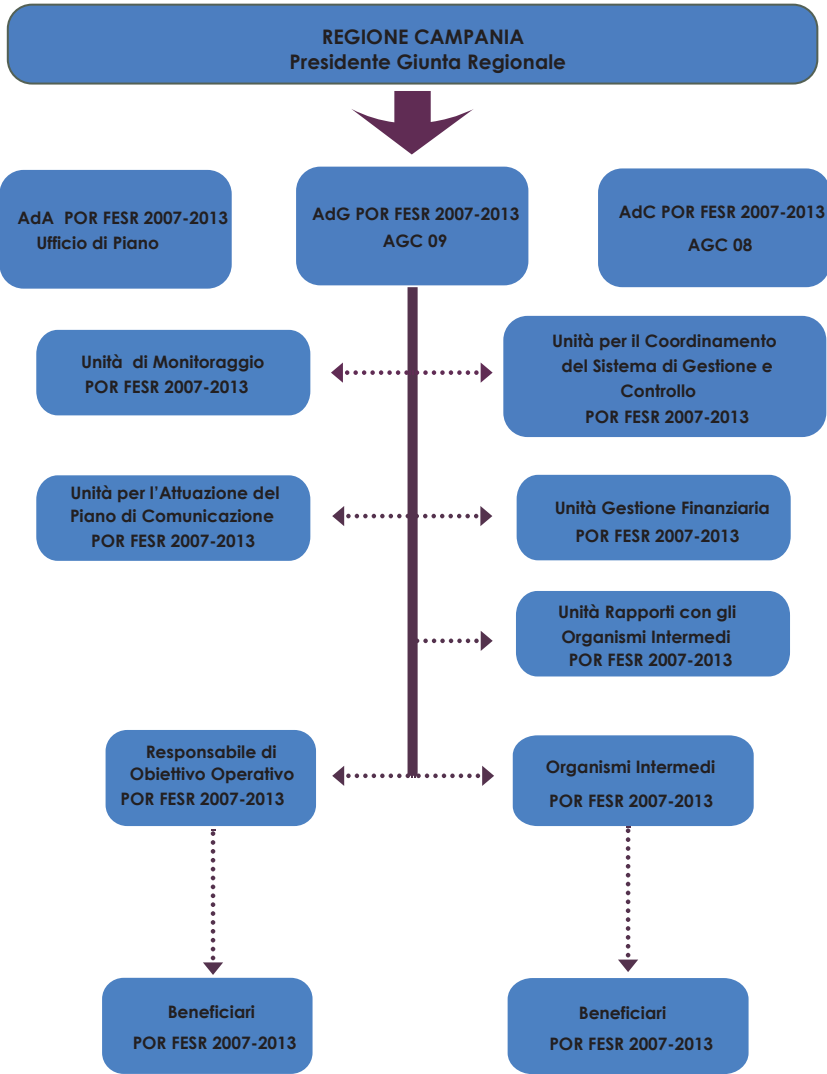 REGIONE CAMPANIA
Presidente Giunta Regionale
AdA POR FESR 2007-2013
Ufficio di Piano
AdG POR FESR 2007-2013
AGC 09
AdC POR FESR 2007-2013
AGC 08
Unità di Monitoraggio
POR FESR 2007-2013
Unità per il Coordinamento
del Sistema di Gestione e
Controllo
POR FESR 2007-2013
Unità per l'Attuazione del
Piano di Comunicazione
POR FESR 2007-2013
Unità Gestione Finanziaria
POR FESR 2007-2013
Unità Rapporti con gli
Organismi Intermedi
POR FESR 2007-2013
Responsabile di
Obiettivo Operativo
POR FESR 2007-2013
Organismi Intermedi
POR FESR 2007-2013
Beneficiari
POR FESR 2007-2013
Beneficiari
POR FESR 2007-2013